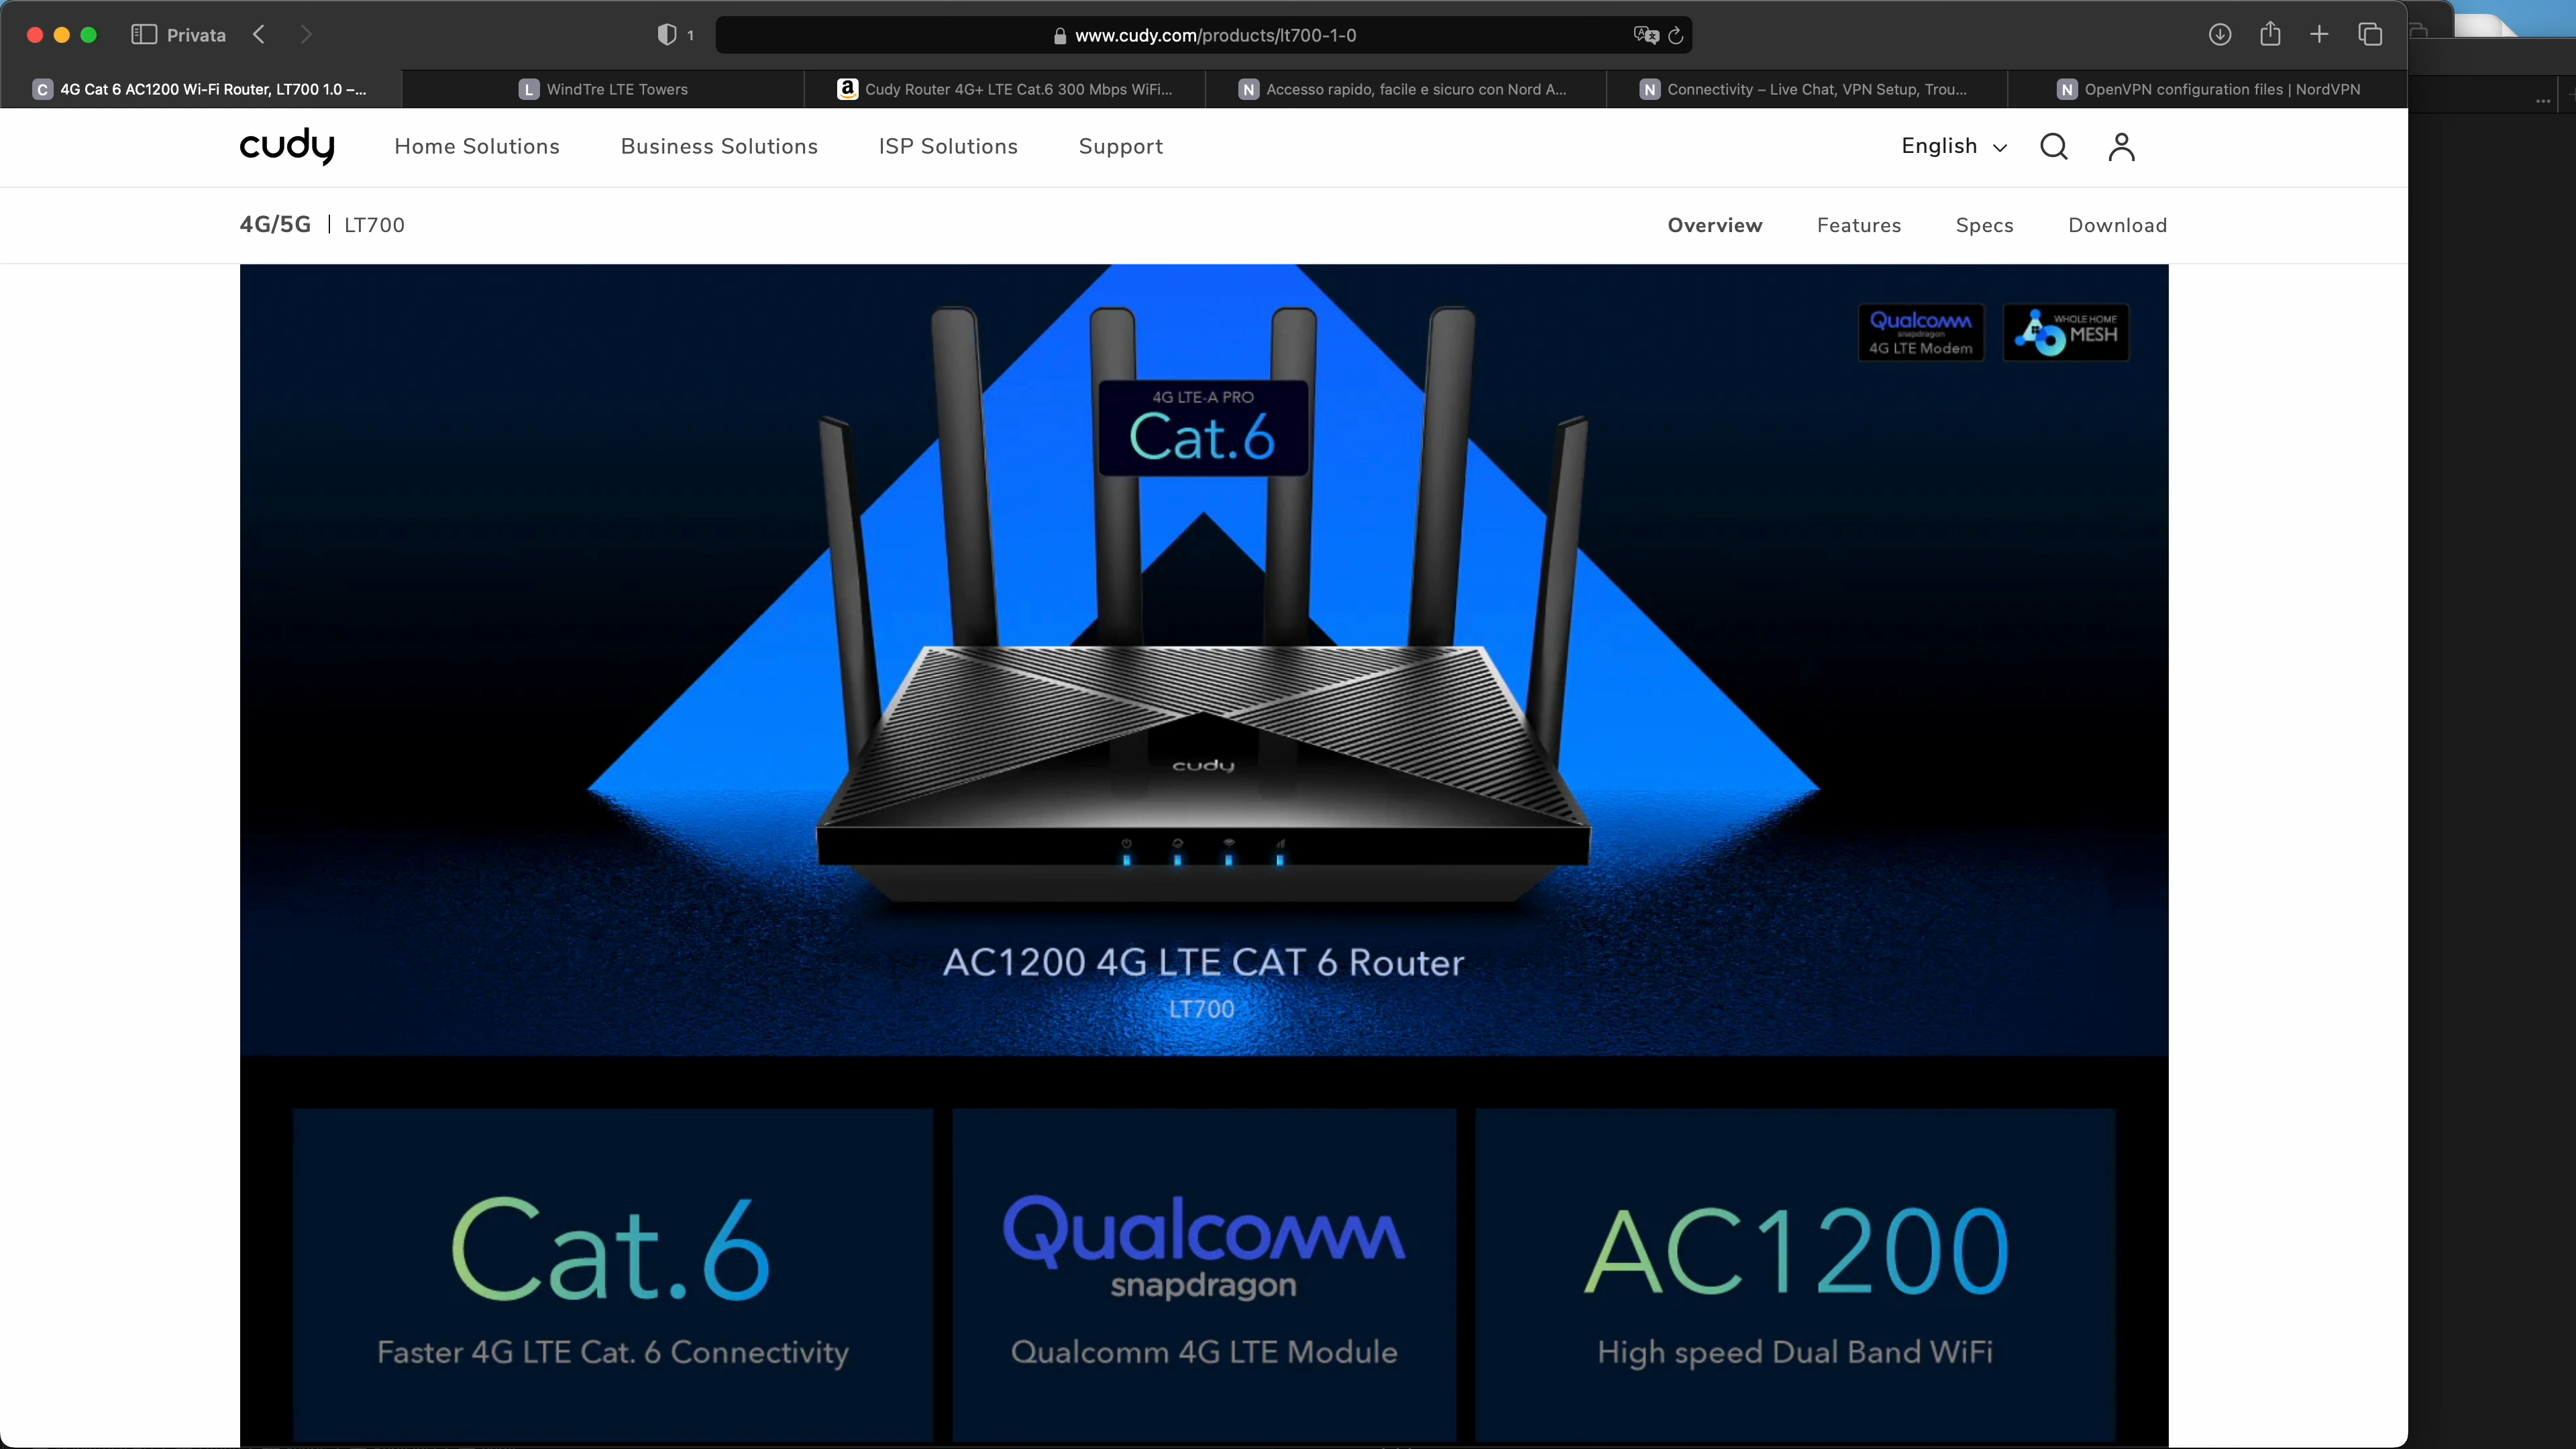 Privata
1
www.cudy.com/products/lt700-1-0
C 4G Cat 6 AC1200 Wi-Fi Router, LT700 1.0 –...
L WindTre LTE Towers
a Cudy Router 4G+ LTE Cat.6 300 Mbps WiFi...
N Accesso rapido, facile e sicuro con Nord A...
N Connectivity – Live Chat, VPN Setup, Trou...
N OpenVPN configuration files | NordVPN
cudy
Home Solutions
Business Solutions
ISP Solutions
Support
English
4G/5G | LT700
Overview
Features
Specs
Download
Qualcomm
snapdragon
4G LTE Modem
WHOLE HOME
MESH
4G LTE-A PRO
Cat.6
cudy
AC1200 4G LTE CAT 6 Router
LT700
Cat.6
Faster 4G LTE Cat. 6 Connectivity
Qualcomm
snapdragon
Qualcomm 4G LTE Module
AC1200
High speed Dual Band WiFi